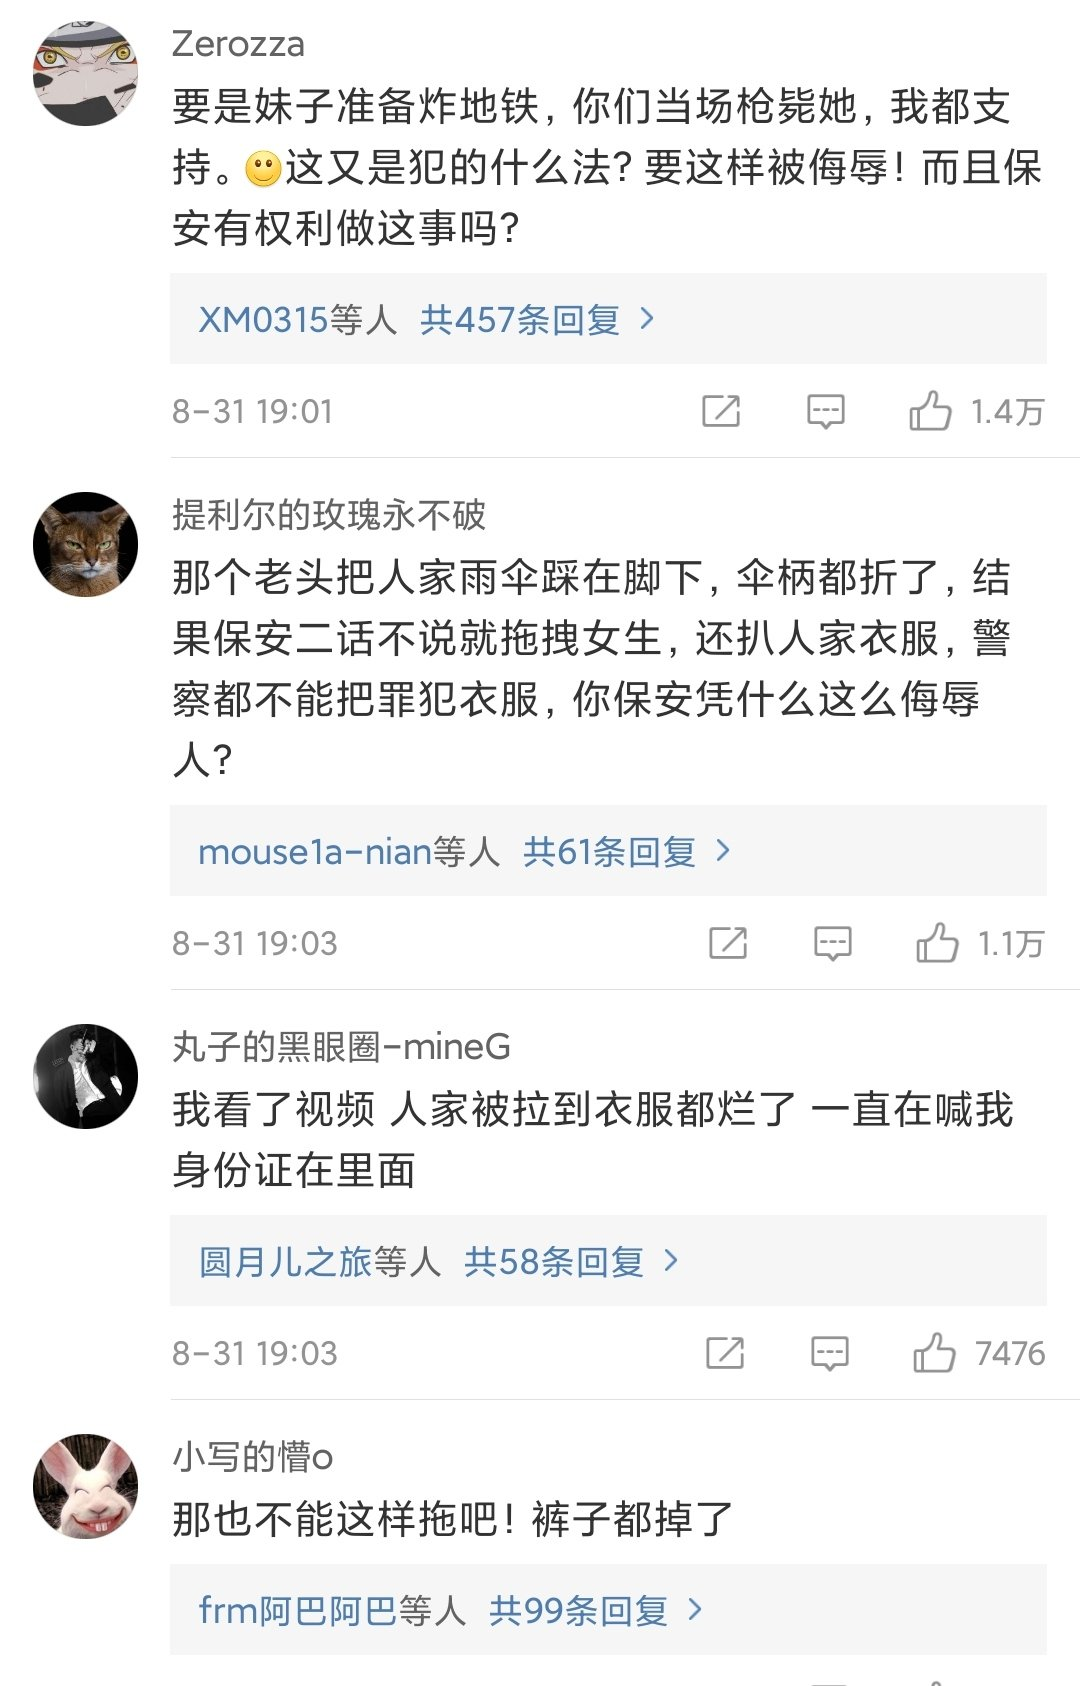 Zerozza
要是妹子准备炸地铁，你们当场枪毙她，我都支
持。这又是犯的什么法？要这样被侮辱！而且保
安有权利做这事吗？
XM0315等人 共457条回复 >
8-31 19:01 1.4万
提利尔的玫瑰永不破
那个老头把人家雨伞踩在脚下，伞柄都折了，结
果保安二话不说就拖拽女生，还扒人家衣服，警
察都不能把罪犯衣服，你保安凭什么这么侮辱
人？
mouse1a-nian等人 共61条回复 >
8-31 19:03 1.1万
丸子的黑眼圈-mineG
我看了视频 人家被拉到衣服都烂了 一直在喊我
身份证在里面
圆月儿之旅等人 共58条回复 >
8-31 19:03 7476
小写的懵o
那也不能这样拖吧！裤子都掉了
frm阿巴阿巴等人 共99条回复 >